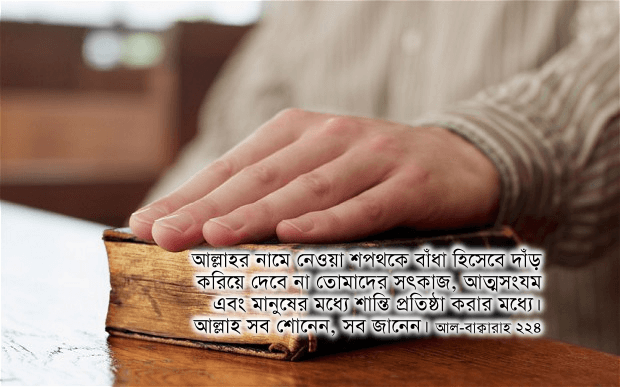 আল্লাহর নামে নেওয়া শপথকে বাঁধা হিসেবে দাঁড়
করিয়ে দেবে না তোমাদের সৎকাজ, আত্মসংযম
এবং মানুষের মধ্যে শান্তি প্রতিষ্ঠা করার মধ্যে।
আল্লাহ সব শোনেন, সব জানেন। আল-বাক্বারাহ ২২৪